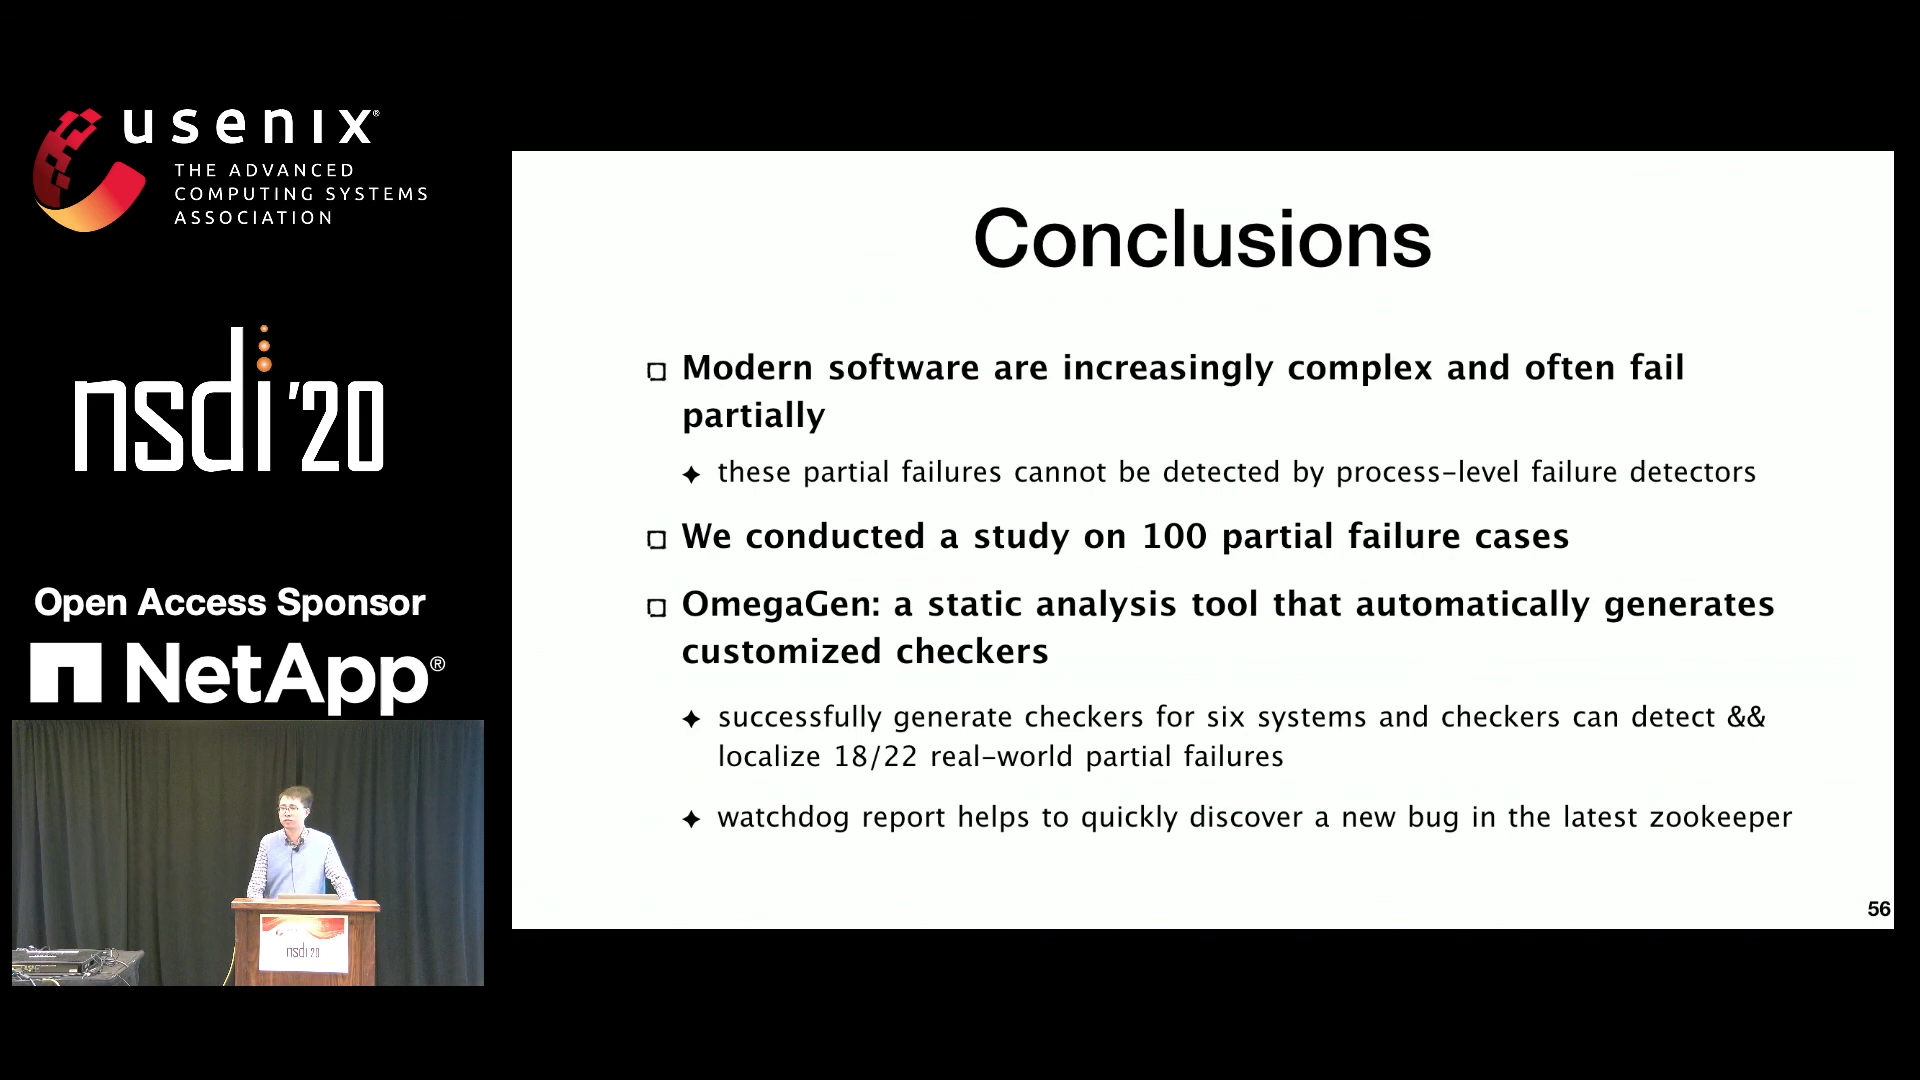 usenix®
THE ADVANCED
COMPUTING SYSTEMS
ASSOCIATION
nsdi '20
Open Access Sponsor
NetApp®
nsdi 20
Conclusions
Modern software are increasingly complex and often fail
partially
these partial failures cannot be detected by process-level failure detectors
We conducted a study on 100 partial failure cases
OmegaGen: a static analysis tool that automatically generates
customized checkers
successfully generate checkers for six systems and checkers can detect &&
localize 18/22 real-world partial failures
watchdog report helps to quickly discover a new bug in the latest zookeeper
56